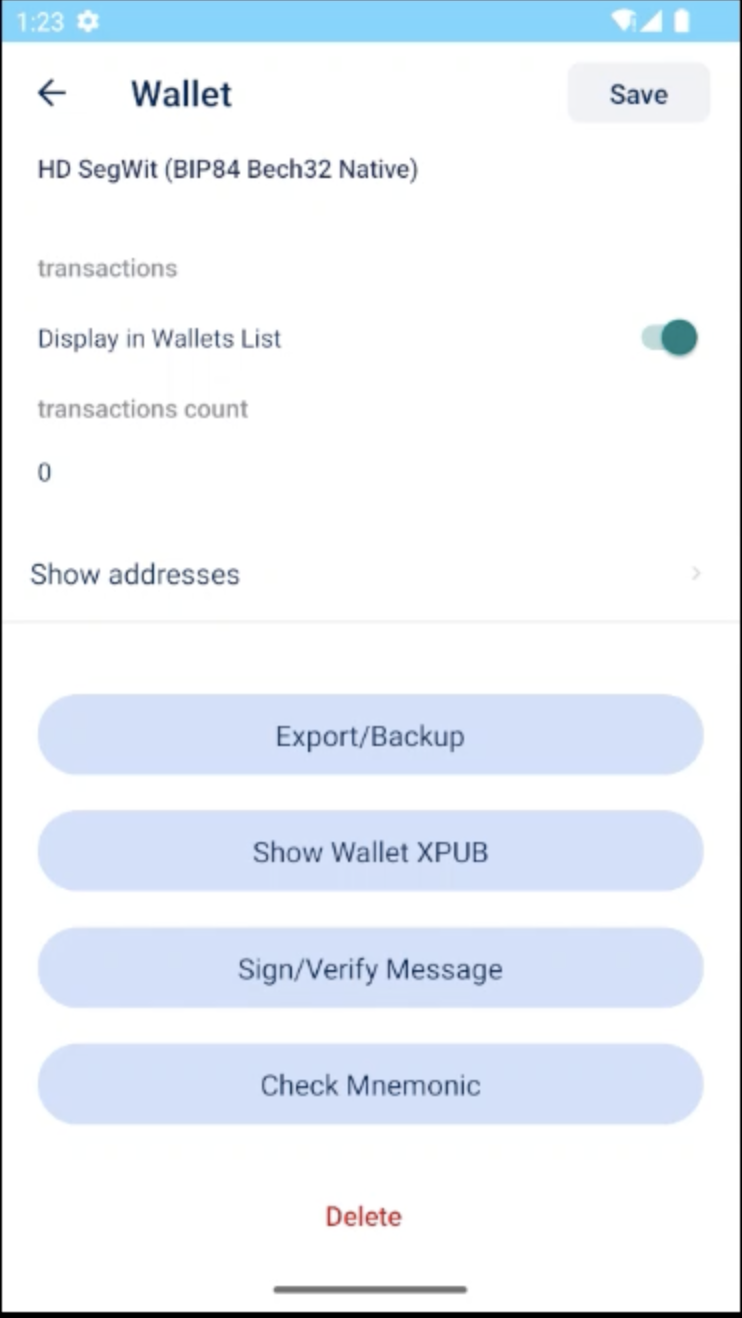 1:23
Wallet
Save
HD SegWit (BIP84 Bech32 Native)
transactions
Display in Wallets List
transactions count
0
Show addresses
Export/Backup
Show Wallet XPUB
Sign/Verify Message
Check Mnemonic
Delete